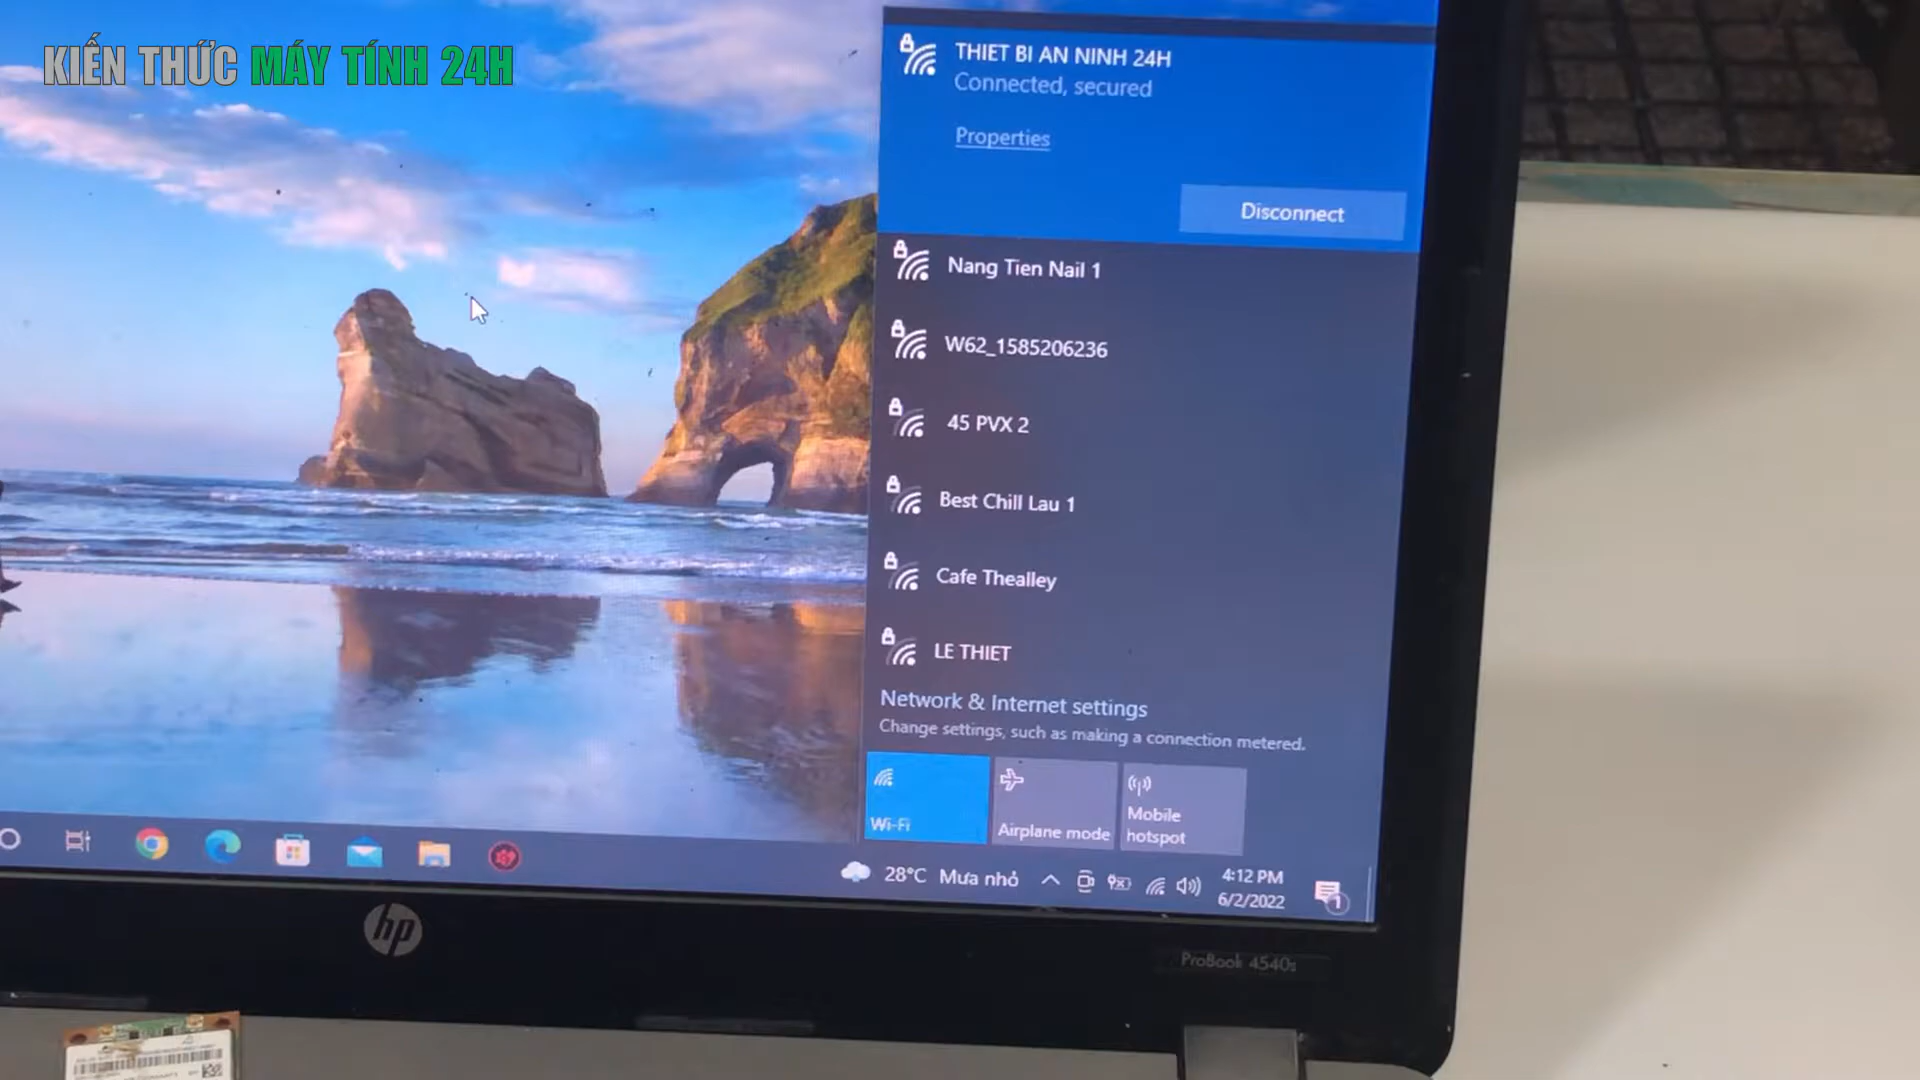 KIẾN THỨC MÁY TÍNH 24H
THIET BI AN NINH 24H
Connected, secured
Properties
Disconnect
Nang Tien Nail 1
W62_1585206236
45 PVX 2
Best Chill Lau 1
Cafe Thealley
LE THIET
Network & Internet settings
Change settings, such as making a connection metered.
Wi-Fi
Airplane mode
Mobile
hotspot
28°C Mưa nhỏ
4:12 PM
6/2/2022
1
hp
ProBook 4540s